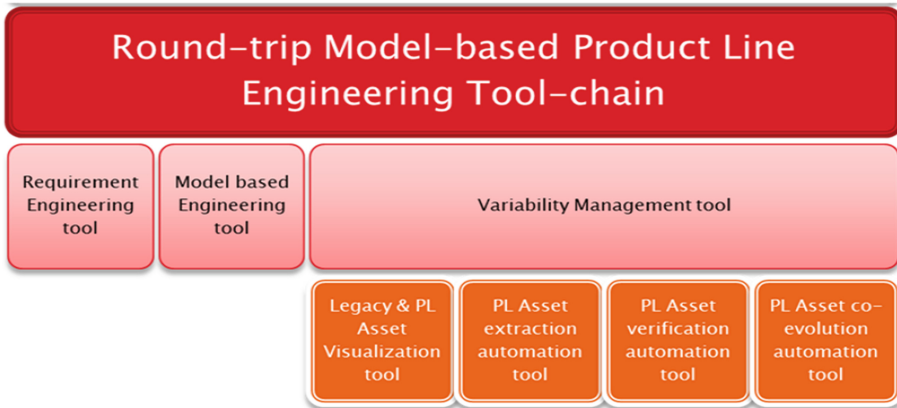 Round-trip Model-based Product Line
Engineering Tool-chain
Requirement
Engineering
tool
Model based
Engineering
tool
Variability Management tool
Legacy & PL
Asset
Visualization
tool
PL Asset
extraction
automation
tool
PL Asset
verification
automation
tool
PL Asset co-
evolution
automation
tool